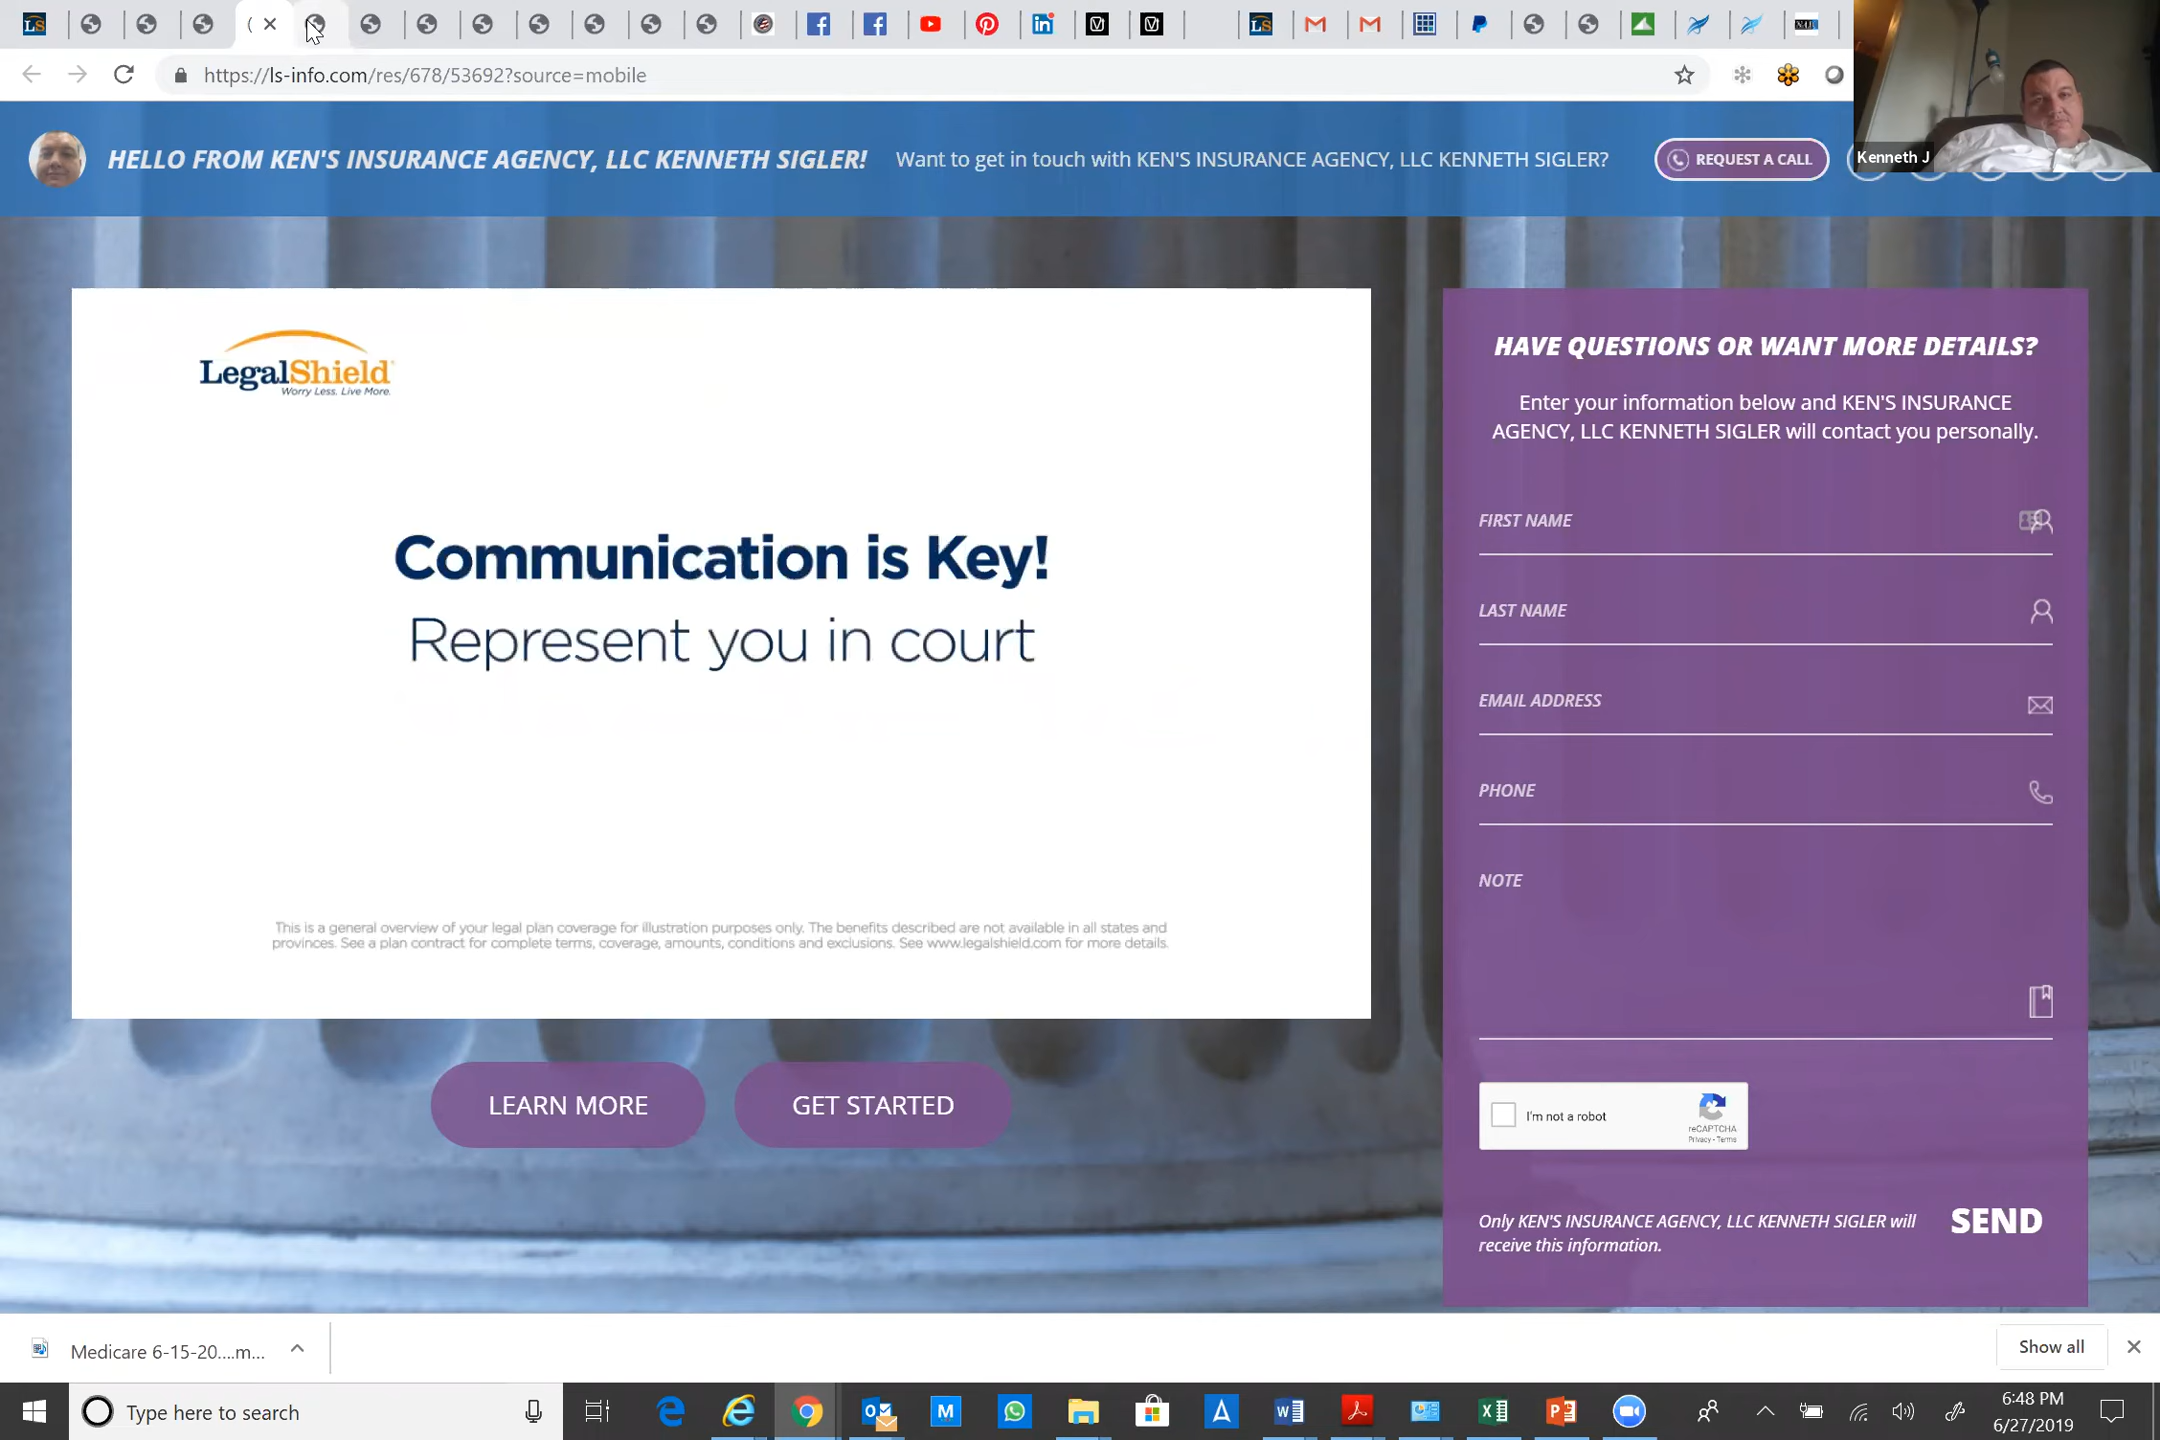 https://ls-info.com/res/678/53692?source=mobile
HELLO FROM KEN'S INSURANCE AGENCY, LLC KENNETH SIGLER!
Want to get in touch with KEN'S INSURANCE AGENCY, LLC KENNETH SIGLER?
REQUEST A CALL
Kenneth J
LegalShield
Worry Less. Live More.
Communication is Key!
Represent you in court
This is a general overview of your legal plan coverage for illustration purposes only. The benefits described are not available in all states and
provinces. See a plan contract for complete terms, coverage, amounts, conditions and exclusions. See www.legalshield.com for more details.
LEARN MORE
GET STARTED
HAVE QUESTIONS OR WANT MORE DETAILS?
Enter your information below and KEN'S INSURANCE
AGENCY, LLC KENNETH SIGLER will contact you personally.
FIRST NAME
LAST NAME
EMAIL ADDRESS
PHONE
NOTE
I'm not a robot
reCAPTCHA
Privacy - Terms
Only KEN'S INSURANCE AGENCY, LLC KENNETH SIGLER will
receive this information.
SEND
Medicare 6-15-20....m...
Show all
Type here to search
6:48 PM
6/27/2019